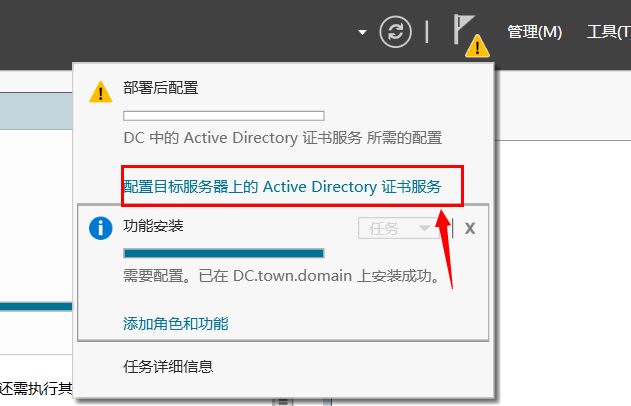 管理(M) 工具(T)
部署后配置
DC 中的 Active Directory 证书服务 所需的配置
配置目标服务器上的 Active Directory 证书服务
功能安装 任务 X
需要配置。已在 DC.town.domain 上安装成功。
添加角色和功能
任务详细信息
还需执行其